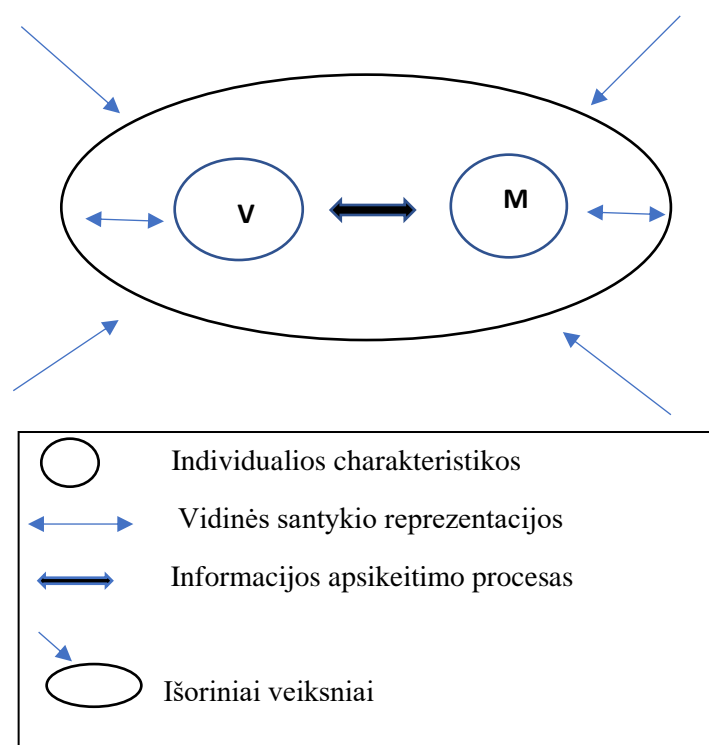 V
M
Individualios charakteristikos
Vidinės santykio reprezentacijos
Informacijos apsikeitimo procesas
Išoriniai veiksniai